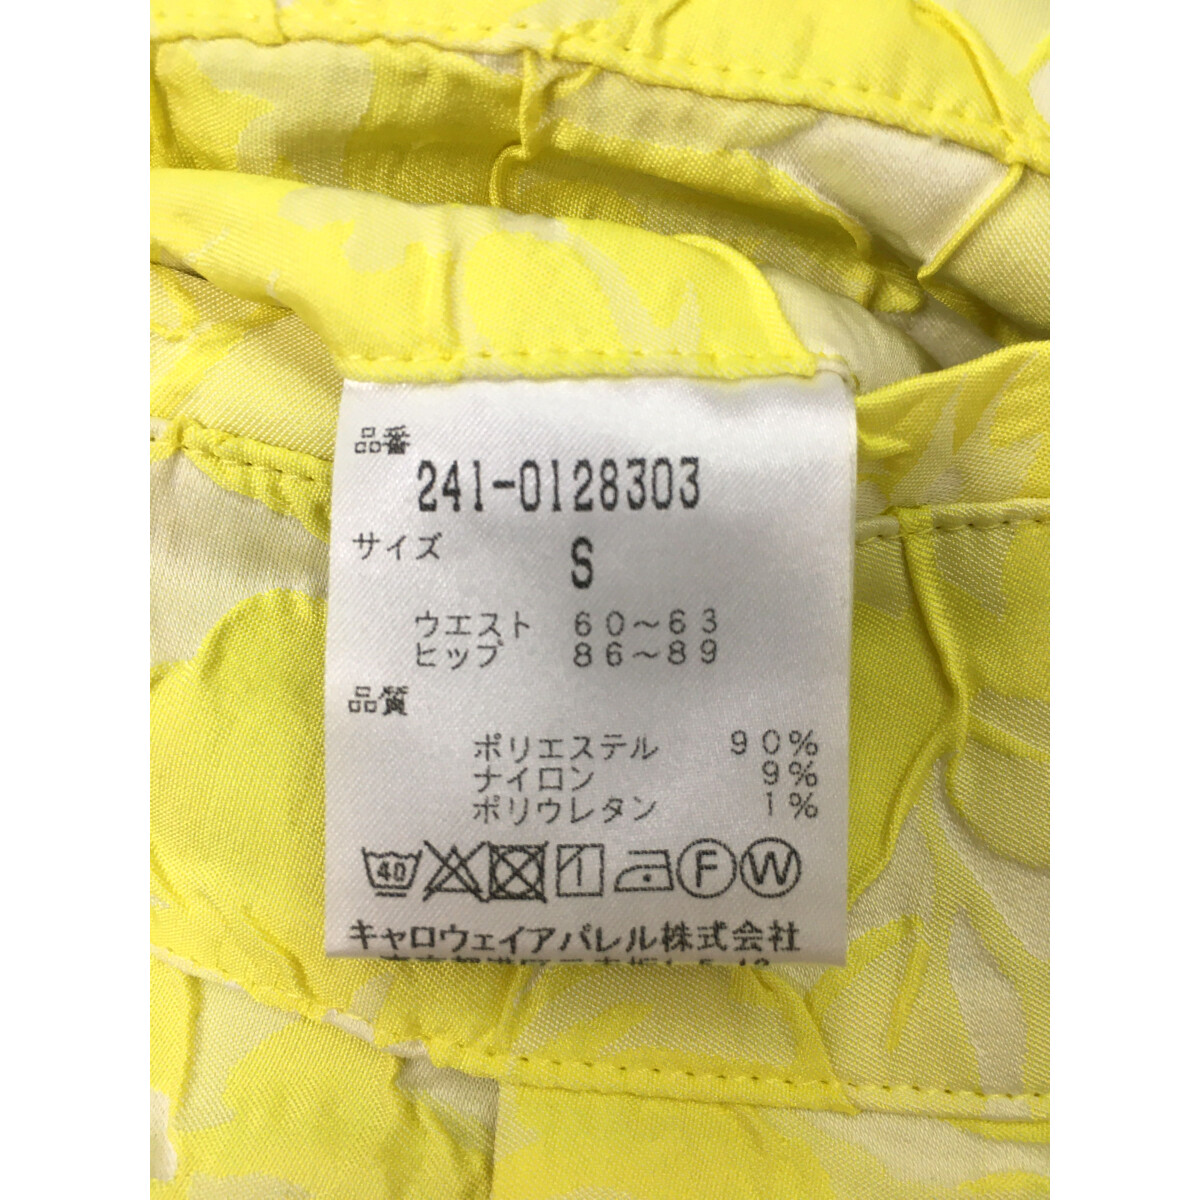 品番
241-0128303
サイズ S
ウエスト 60～63
ヒップ 86～89
品質
ポリエステル 90%
ナイロン 9%
ポリウレタン 1%
40 F W
キャロウェイアパレル株式会社